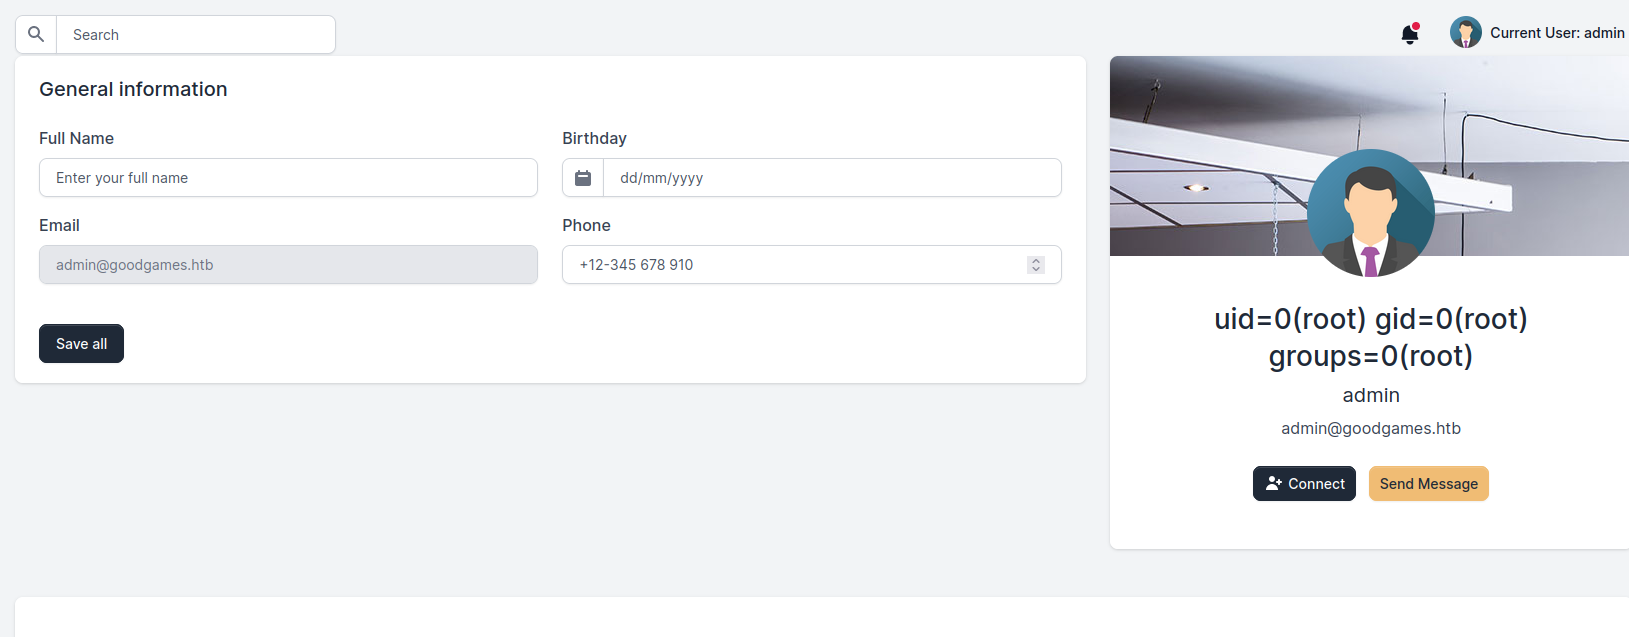 Search
Current User: admin
General information
Full Name
Birthday
Enter your full name
dd/mm/yyyy
Email
Phone
admin@goodgames.htb
+12-345 678 910
Save all
uid=0(root) gid=0(root)
groups=0(root)
admin
admin@goodgames.htb
Connect
Send Message